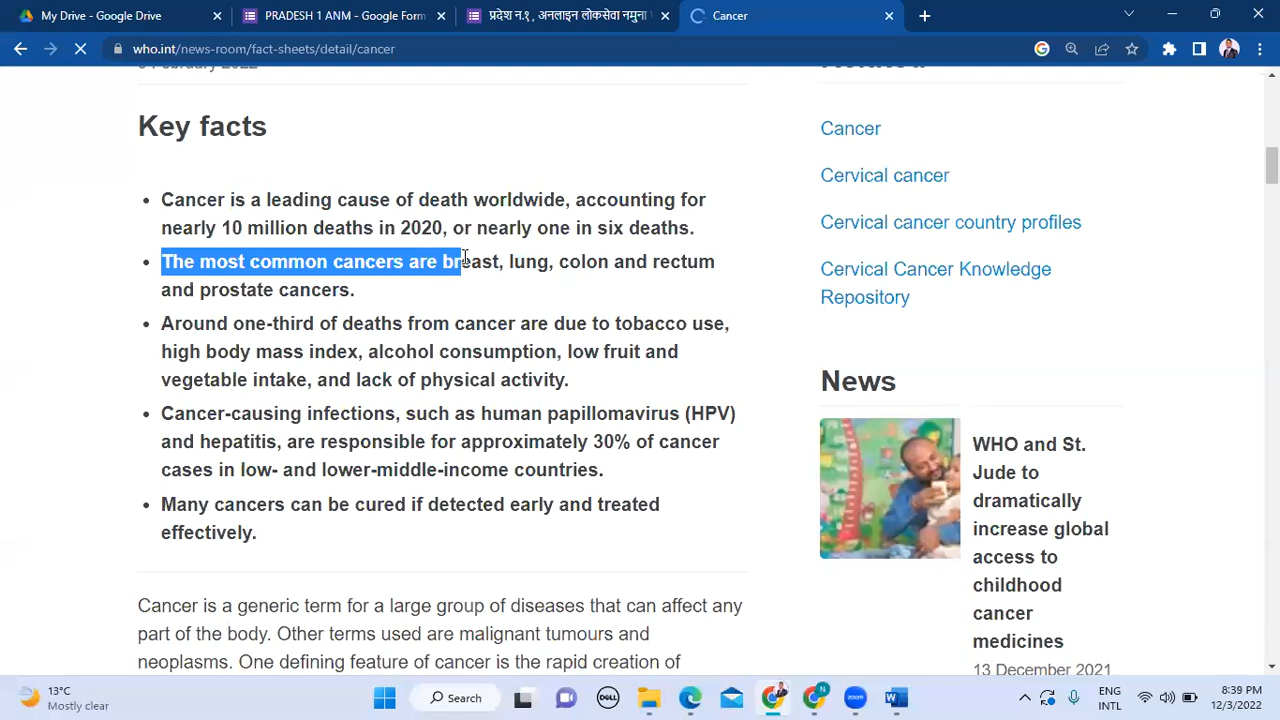 My Drive - Google Drive
PRADESH 1 ANM - Google Form
प्रदेश न.१ , अनलाइन लोकसेवा नमुना
Cancer
who.int/news-room/fact-sheets/detail/cancer
Key facts
• Cancer is a leading cause of death worldwide, accounting for
nearly 10 million deaths in 2020, or nearly one in six deaths.
• The most common cancers are breast, lung, colon and rectum
and prostate cancers.
• Around one-third of deaths from cancer are due to tobacco use,
high body mass index, alcohol consumption, low fruit and
vegetable intake, and lack of physical activity.
• Cancer-causing infections, such as human papillomavirus (HPV)
and hepatitis, are responsible for approximately 30% of cancer
cases in low- and lower-middle-income countries.
• Many cancers can be cured if detected early and treated
effectively.
Cancer is a generic term for a large group of diseases that can affect any
part of the body. Other terms used are malignant tumours and
neoplasms. One defining feature of cancer is the rapid creation of
Cancer
Cervical cancer
Cervical cancer country profiles
Cervical Cancer Knowledge
Repository
News
WHO and St.
Jude to
dramatically
increase global
access to
childhood
cancer
medicines
13 December 2021
13°C
Mostly clear
Search
DELL
zoom
ENG
INTL
8:39 PM
12/3/2022